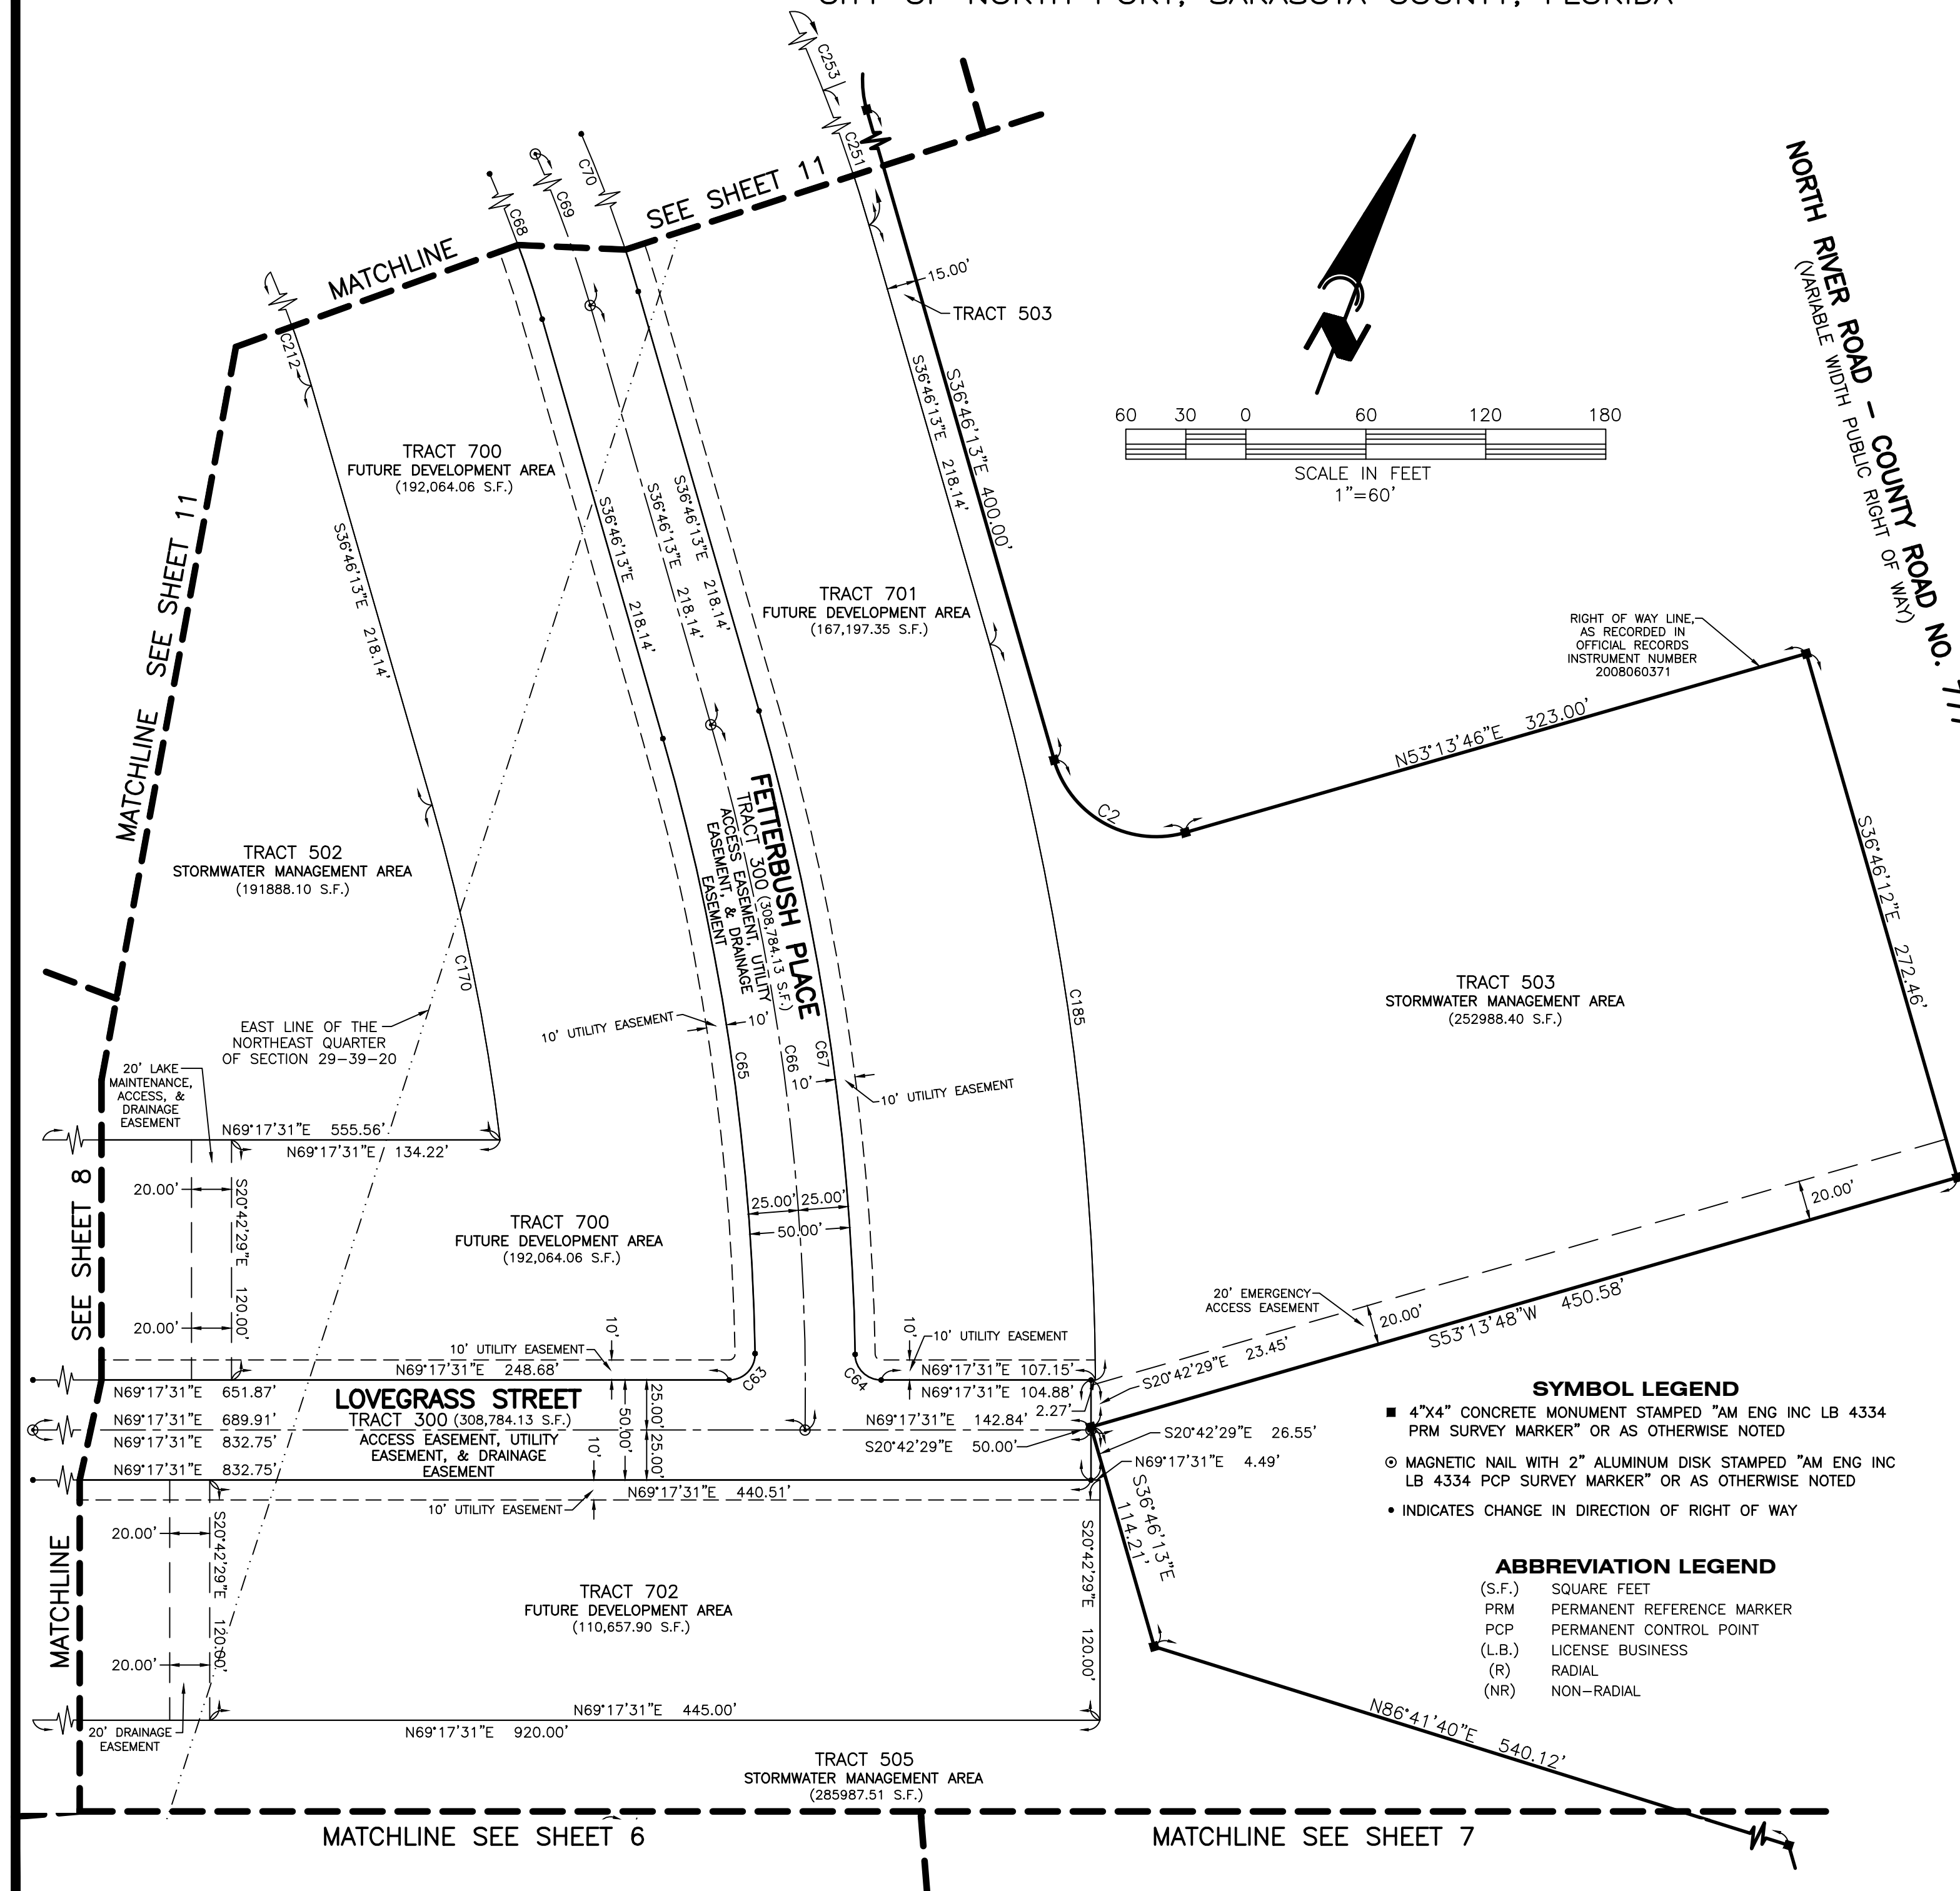 CITY OF NORTH PORT, SARASOTA COUNTY, FLORIDA
C253
C251
C70
C69
C68
C212
SEE SHEET 11
MATCHLINE
MATCHLINE SEE SHEET 11
15.00'
TRACT 503
NORTH RIVER ROAD - COUNTY ROAD NO.
(VARIABLE WIDTH PUBLIC RIGHT OF WAY)
60 30 0 60 120 180
SCALE IN FEET
1"=60'
TRACT 700
FUTURE DEVELOPMENT AREA
(192,064.06 S.F.)
S36°46'13"E 218.14'
S36°46'13"E 218.14'
S36°46'13"E 218.14'
S36°46'13"E 218.14'
S36°46'13"E 218.14'
S36°46'13"E 400.00'
TRACT 701
FUTURE DEVELOPMENT AREA
(167,197.35 S.F.)
RIGHT OF WAY LINE,
AS RECORDED IN
OFFICIAL RECORDS
INSTRUMENT NUMBER
2008060371
N53°13'46"E 323.00'
C2
S36°46'12"E 272.46'
TRACT 502
STORMWATER MANAGEMENT AREA
(191888.10 S.F.)
FETTERBUSH PLACE
TRACT 300 (308,784.13 S.F.)
ACCESS EASEMENT, UTILITY
EASEMENT, & DRAINAGE
EASEMENT
C170
C185
TRACT 503
STORMWATER MANAGEMENT AREA
(252988.40 S.F.)
EAST LINE OF THE
NORTHEAST QUARTER
OF SECTION 29-39-20
10' UTILITY EASEMENT
10'
C65
C66
C67
10'
10' UTILITY EASEMENT
20' LAKE
MAINTENANCE,
ACCESS, &
DRAINAGE
EASEMENT
N69°17'31"E 555.56'
N69°17'31"E 134.22'
SEE SHEET 8
20.00'
S20°42'29"E 120.00'
20.00'
TRACT 700
FUTURE DEVELOPMENT AREA
(192,064.06 S.F.)
25.00' 25.00'
50.00'
20.00'
20' EMERGENCY
ACCESS EASEMENT
20.00'
S53°13'48"W 450.58'
10' UTILITY EASEMENT
10'
N69°17'31"E 248.68'
C63
C64
10'
10' UTILITY EASEMENT
N69°17'31"E 107.15'
N69°17'31"E 104.88'
S20°42'29"E 23.45'
2.27'
N69°17'31"E 651.87'
LOVEGRASS STREET
TRACT 300 (308,784.13 S.F.)
ACCESS EASEMENT, UTILITY
EASEMENT, & DRAINAGE
EASEMENT
N69°17'31"E 689.91'
N69°17'31"E 832.75'
N69°17'31"E 832.75'
10'
50.00'
25.00'
25.00'
N69°17'31"E 142.84'
S20°42'29"E 50.00'
S20°42'29"E 26.55'
N69°17'31"E 4.49'
N69°17'31"E 440.51'
10' UTILITY EASEMENT
S36°46'13"E
114.21'
SYMBOL LEGEND
4"X4" CONCRETE MONUMENT STAMPED "AM ENG INC LB 4334
PRM SURVEY MARKER" OR AS OTHERWISE NOTED
MAGNETIC NAIL WITH 2" ALUMINUM DISK STAMPED "AM ENG INC
LB 4334 PCP SURVEY MARKER" OR AS OTHERWISE NOTED
INDICATES CHANGE IN DIRECTION OF RIGHT OF WAY
ABBREVIATION LEGEND
(S.F.) SQUARE FEET
PRM PERMANENT REFERENCE MARKER
PCP PERMANENT CONTROL POINT
(L.B.) LICENSE BUSINESS
(R) RADIAL
(NR) NON-RADIAL
MATCHLINE
20.00'
S20°42'29"E 120.00'
20.00'
TRACT 702
FUTURE DEVELOPMENT AREA
(110,657.90 S.F.)
S20°42'29"E 120.00'
20' DRAINAGE
EASEMENT
N69°17'31"E 445.00'
N69°17'31"E 920.00'
N86°41'40"E 540.12'
TRACT 505
STORMWATER MANAGEMENT AREA
(285987.51 S.F.)
MATCHLINE SEE SHEET 6
MATCHLINE SEE SHEET 7